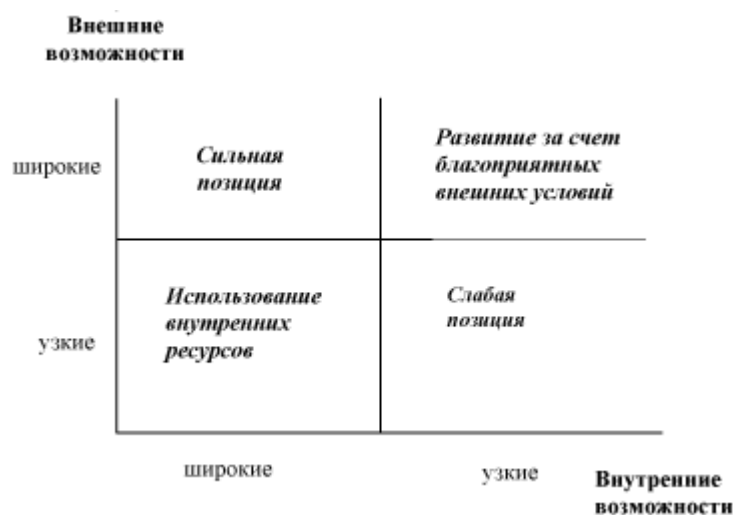 Внешние
возможности
широкие
Сильная
позиция
Развитие за счет
благоприятных
внешних условий
узкие
Использование
внутренних
ресурсов
Слабая
позиция
широкие
узкие
Внутренние
возможности